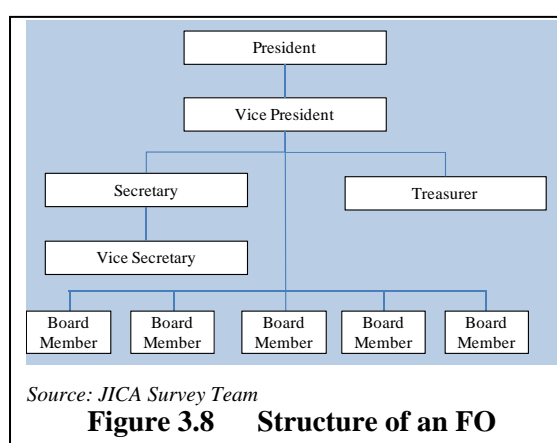 President
Vice President
Secretary
Treasurer
Vice Secretary
Board
Member
Board
Member
Board
Member
Board
Member
Board
Member
Source: JICA Survey Team
Figure 3.8 Structure of an FO